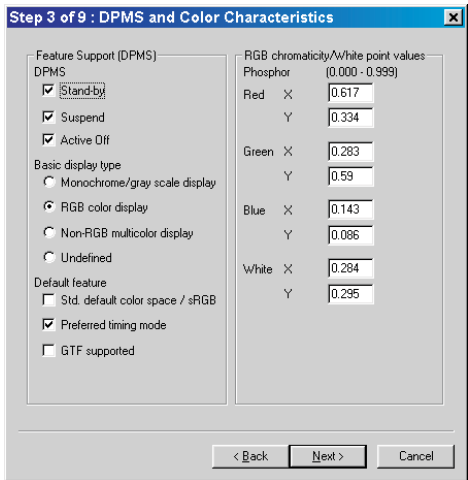 Step 3 of 9 : DPMS and Color Characteristics
Feature Support (DPMS)
DPMS
Stand-by
Suspend
Active Off
Basic display type
Monochrome/gray scale display
RGB color display
Non-RGB multicolor display
Undefined
Default feature
Std. default color space / sRGB
Preferred timing mode
GTF supported
RGB chromaticity/White point values
Phosphor (0.000 - 0.999)
Red X 0.617
Y 0.334
Green X 0.283
Y 0.59
Blue X 0.143
Y 0.086
White X 0.284
Y 0.295
< Back Next > Cancel